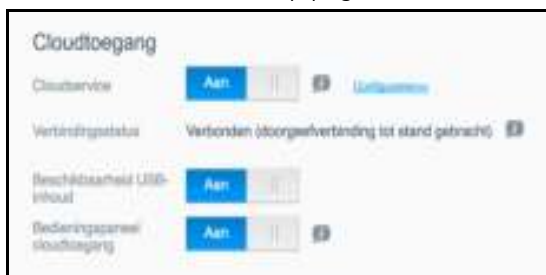 Cloudtoegang
Cloudservice Aan
Verbindingsstatus Verbonden (doorgeefverbinding tot stand gebracht)
Beschikbaarheid USB-
inhoud Aan
Bedieningspaneel
cloudtoegang Aan